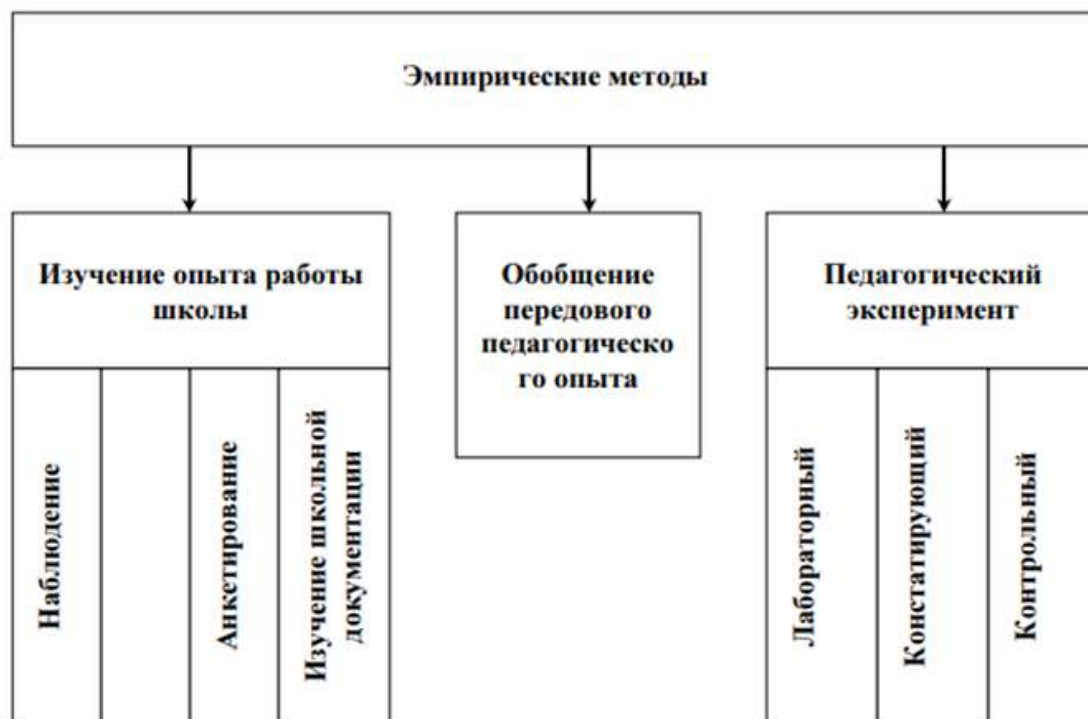 Эмпирические методы
Изучение опыта работы
школы
Обобщение
передового
педагогическо
го опыта
Педагогический
эксперимент
Наблюдение
Анкетирование
Изучение школьной
документации
Лабораторный
Констатирующий
Контрольный